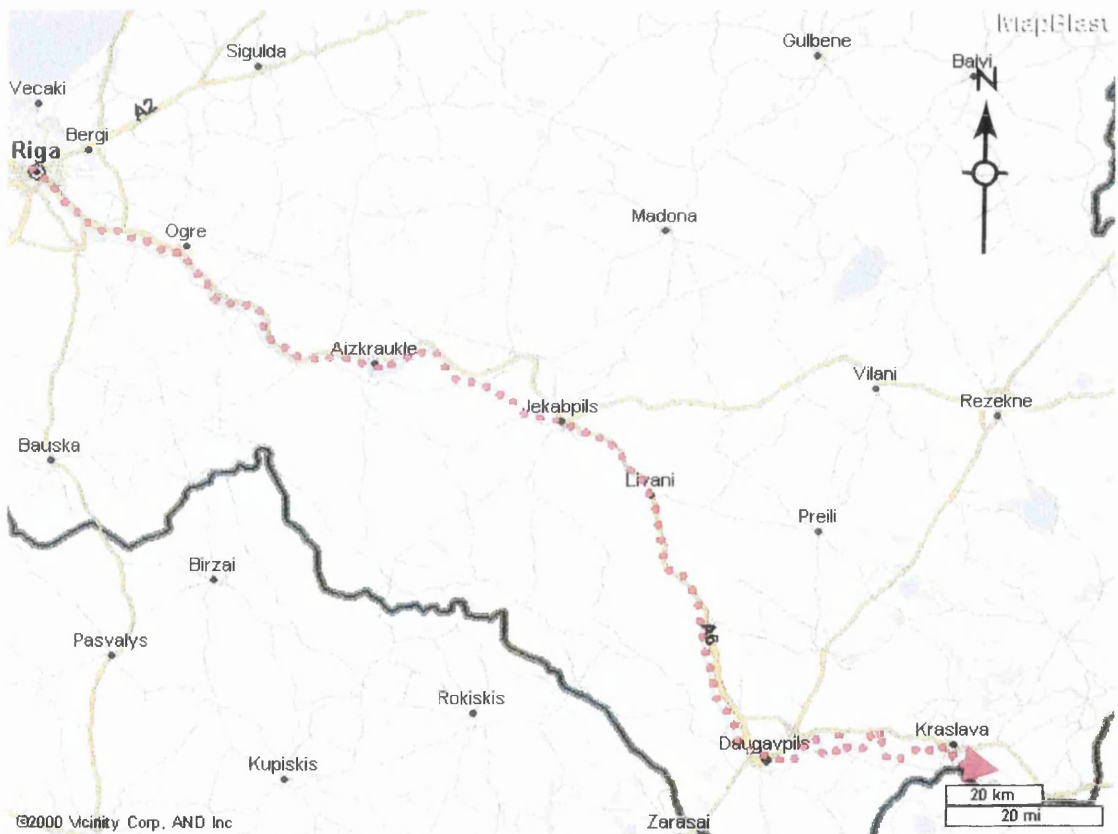 MapBlast
Sigulda
Gulbene
Balvi
N
Vecaki
A2
Bergi
Riga
Ogre
Madona
Aizkraukle
Vilani
Rezekne
Jekabpils
Bauska
Livani
Preili
Birzai
Pasvalys
A6
Rokiskis
Kraslava
Daugavpils
Kupiskis
20 km
20 mi
©2000 Vicinity Corp, AND Inc
Zarasai